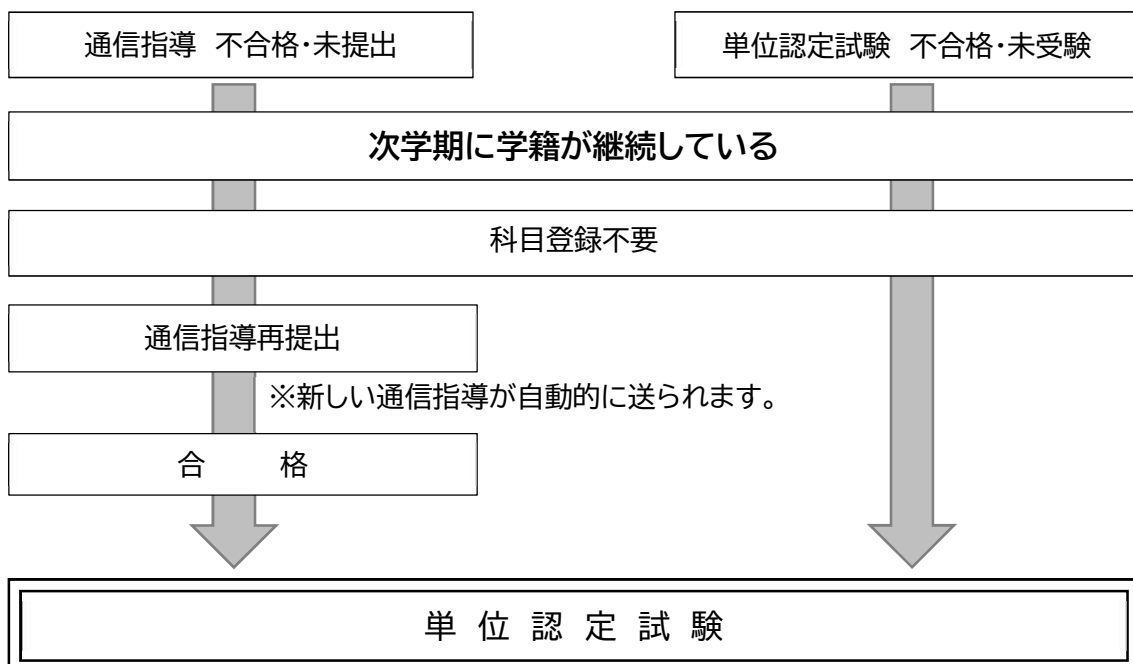 通信指導 不合格・未提出
単位認定試験 不合格・未受験
次学期に学籍が継続している
科目登録不要
通信指導再提出
※新しい通信指導が自動的に送られます。
合 格
単 位 認 定 試 験